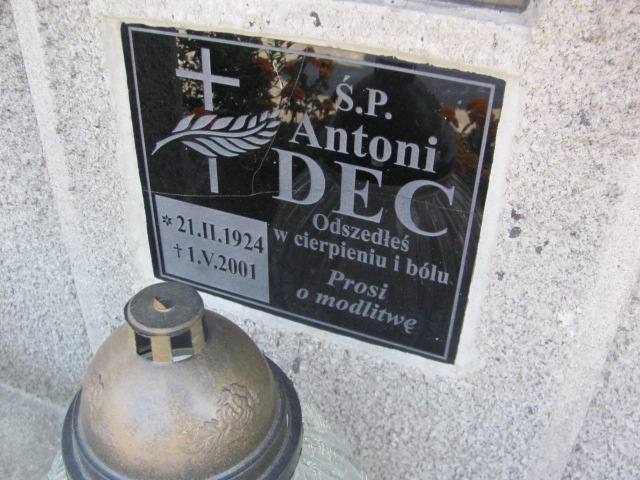 Ś.P.
Antoni
DEC
* 21.II.1924
† 1.V.2001
Odszedłeś
w cierpieniu i bólu
Prosi
o modlitwę